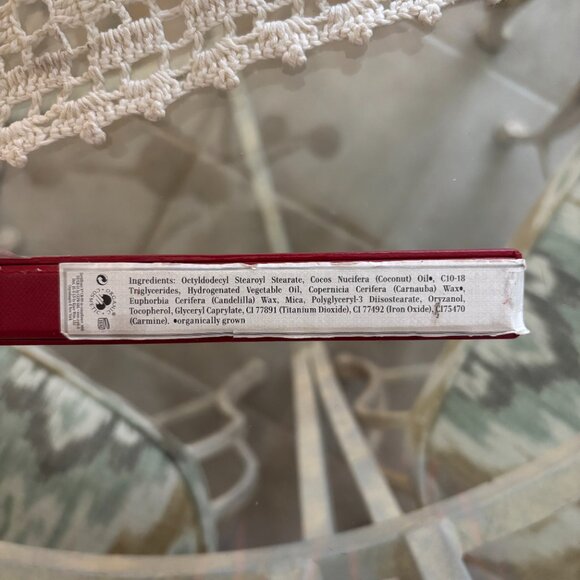 Ingredients: Octyldodecyl Stearoyl Stearate, Cocos Nucifera (Coconut) Oil•, C10-18
Triglycerides, Hydrogenated Vegetable Oil, Copernicia Cerifera (Carnauba) Wax•,
Euphorbia Cerifera (Candelilla) Wax, Mica, Polyglyceryl-3 Diisostearate, Oryzanol,
Tocopherol, Glyceryl Caprylate, CI 77891 (Titanium Dioxide), CI 77492 (Iron Oxide), CI75470
(Carmine). •organically grown